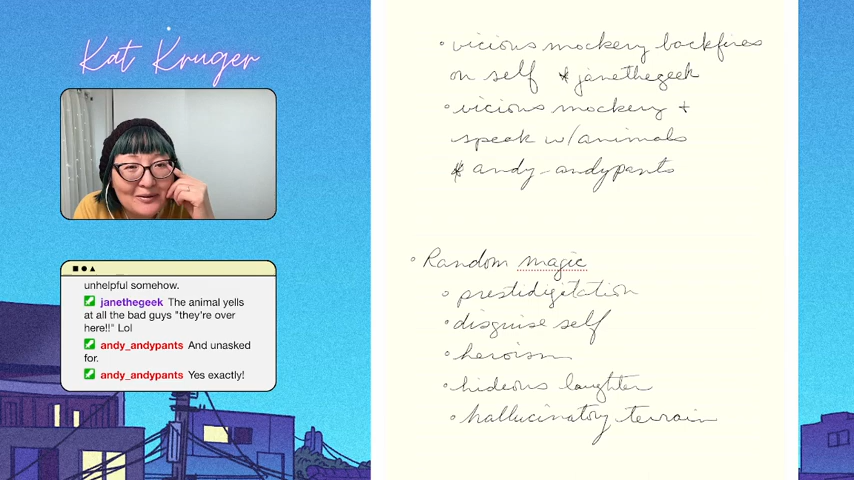 Kat Kruger
unhelpful somehow.
janethegeek The animal yells
at all the bad guys "they're over
here!!" Lol
andy_andypants And unasked
for.
andy_andypants Yes exactly!
• vicious mockery backfires
on self * janethegeek
• vicious mockery +
speak w/animals
* andy-andypants
• Random magic
• prestidigitation
• disguise self
• heroism
• hideous laughter
• hallucinatory terrain